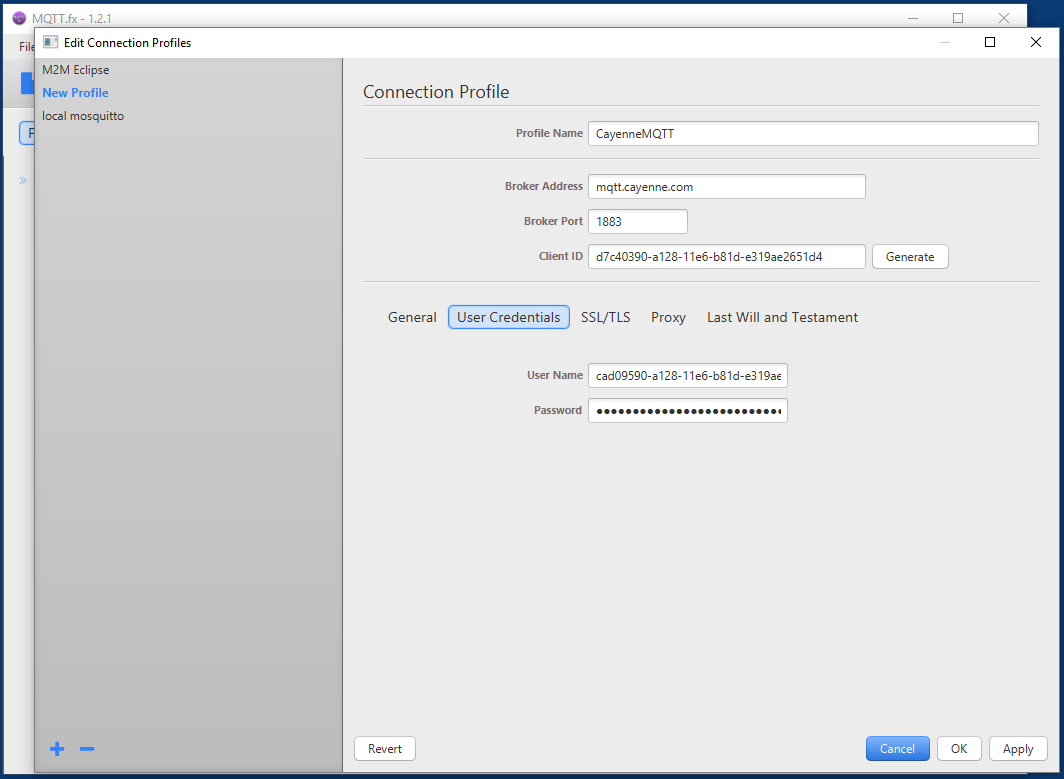 MQTT.fx - 1.2.1
File
Edit Connection Profiles
M2M Eclipse
New Profile
local mosquitto
Connection Profile
Profile Name CayenneMQTT
Broker Address mqtt.cayenne.com
Broker Port 1883
Client ID d7c40390-a128-11e6-b81d-e319ae2651d4 Generate
General User Credentials SSL/TLS Proxy Last Will and Testament
User Name cad09590-a128-11e6-b81d-e319ae
Password
Revert Cancel OK Apply